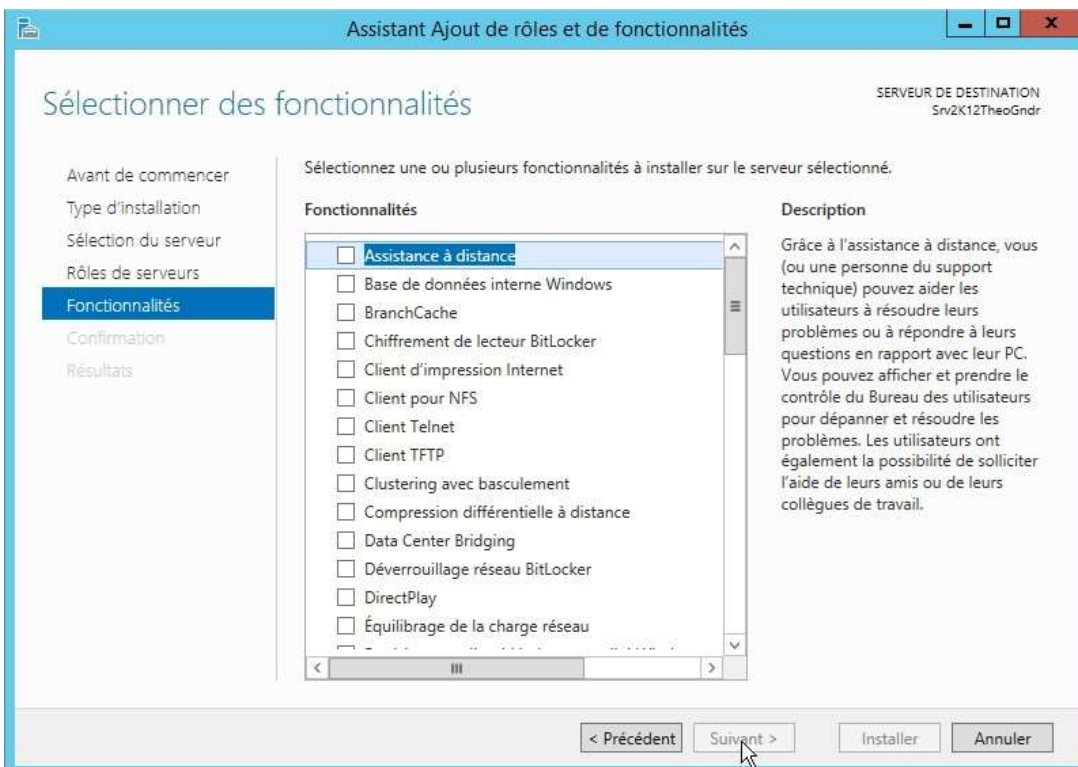 Assistant Ajout de rôles et de fonctionnalités
Sélectionner des fonctionnalités
SERVEUR DE DESTINATION
Srv2K12TheoGndr
Avant de commencer
Type d'installation
Sélection du serveur
Rôles de serveurs
Fonctionnalités
Confirmation
Résultats
Sélectionnez une ou plusieurs fonctionnalités à installer sur le serveur sélectionné.
Fonctionnalités
Assistance à distance
Base de données interne Windows
BranchCache
Chiffrement de lecteur BitLocker
Client d'impression Internet
Client pour NFS
Client Telnet
Client TFTP
Clustering avec basculement
Compression différentielle à distance
Data Center Bridging
Déverrouillage réseau BitLocker
DirectPlay
Équilibrage de la charge réseau
Description
Grâce à l'assistance à distance, vous
(ou une personne du support
technique) pouvez aider les
utilisateurs à résoudre leurs
problèmes ou à répondre à leurs
questions en rapport avec leur PC.
Vous pouvez afficher et prendre le
contrôle du Bureau des utilisateurs
pour dépanner et résoudre les
problèmes. Les utilisateurs ont
également la possibilité de solliciter
l'aide de leurs amis ou de leurs
collègues de travail.
< Précédent
Suivant >
Installer
Annuler